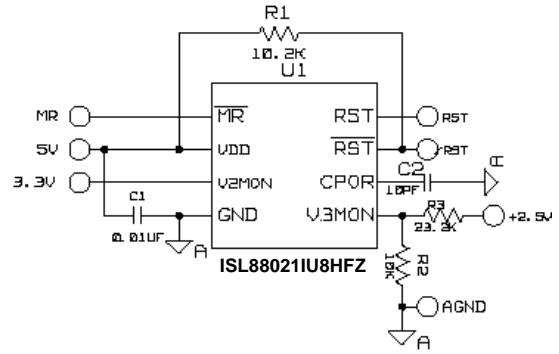 R1
10.2K
U1
MR
MR
RST
RST
5V
VDD
RST
RST
3.3V
V2MON
CPOR
C2
10PF
A
C1
0.01UF
GND
V3MON
R3
23.2K
+2.5V
A
ISL88021IU8HFZ
R2
10K
AGND
A